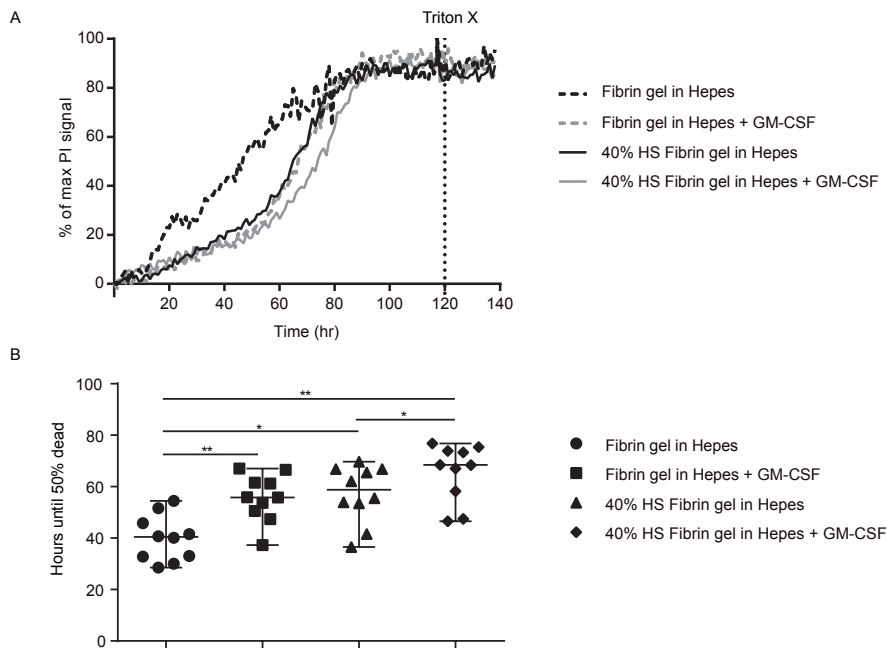 A
Triton X
100
80
60
40
20
0
% of max PI signal
20 40 60 80 100 120 140
Time (hr)
Fibrin gel in Hepes
Fibrin gel in Hepes + GM-CSF
40% HS Fibrin gel in Hepes
40% HS Fibrin gel in Hepes + GM-CSF
B
100
80
60
40
20
0
Hours until 50% dead
**
*
*
**
Fibrin gel in Hepes
Fibrin gel in Hepes + GM-CSF
40% HS Fibrin gel in Hepes
40% HS Fibrin gel in Hepes + GM-CSF